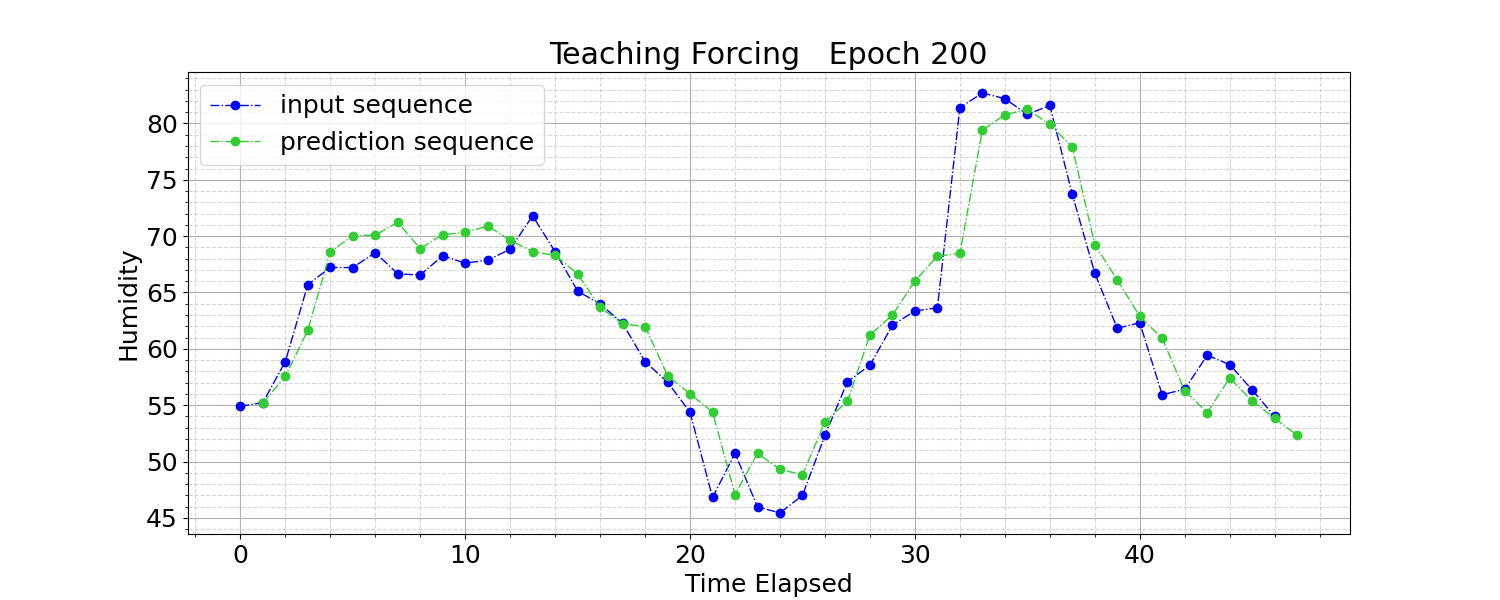 Teaching Forcing   Epoch 200
input sequence
prediction sequence
80
75
70
65
60
55
50
45
Humidity
0 10 20 30 40
Time Elapsed